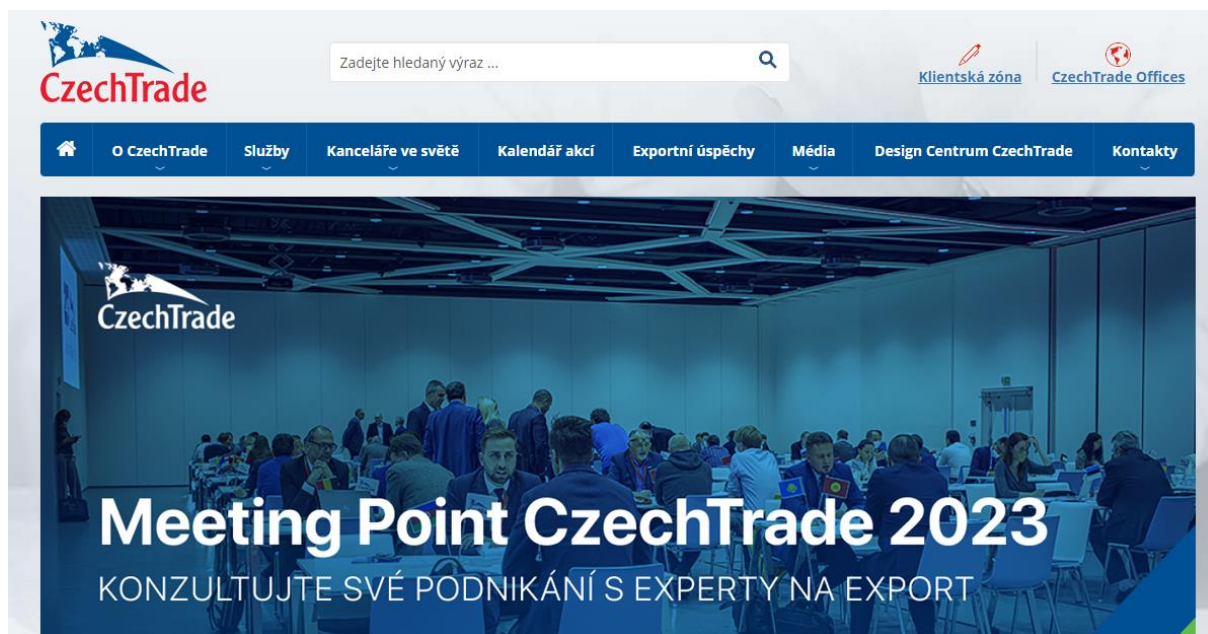 CzechTrade
Zadejte hledaný výraz ...
Klientská zóna
CzechTrade Offices
O CzechTrade
Služby
Kanceláře ve světě
Kalendář akcí
Exportní úspěchy
Média
Design Centrum CzechTrade
Kontakty
CzechTrade
Meeting Point CzechTrade 2023
KONZULTUJTE SVÉ PODNIKÁNÍ S EXPERTY NA EXPORT